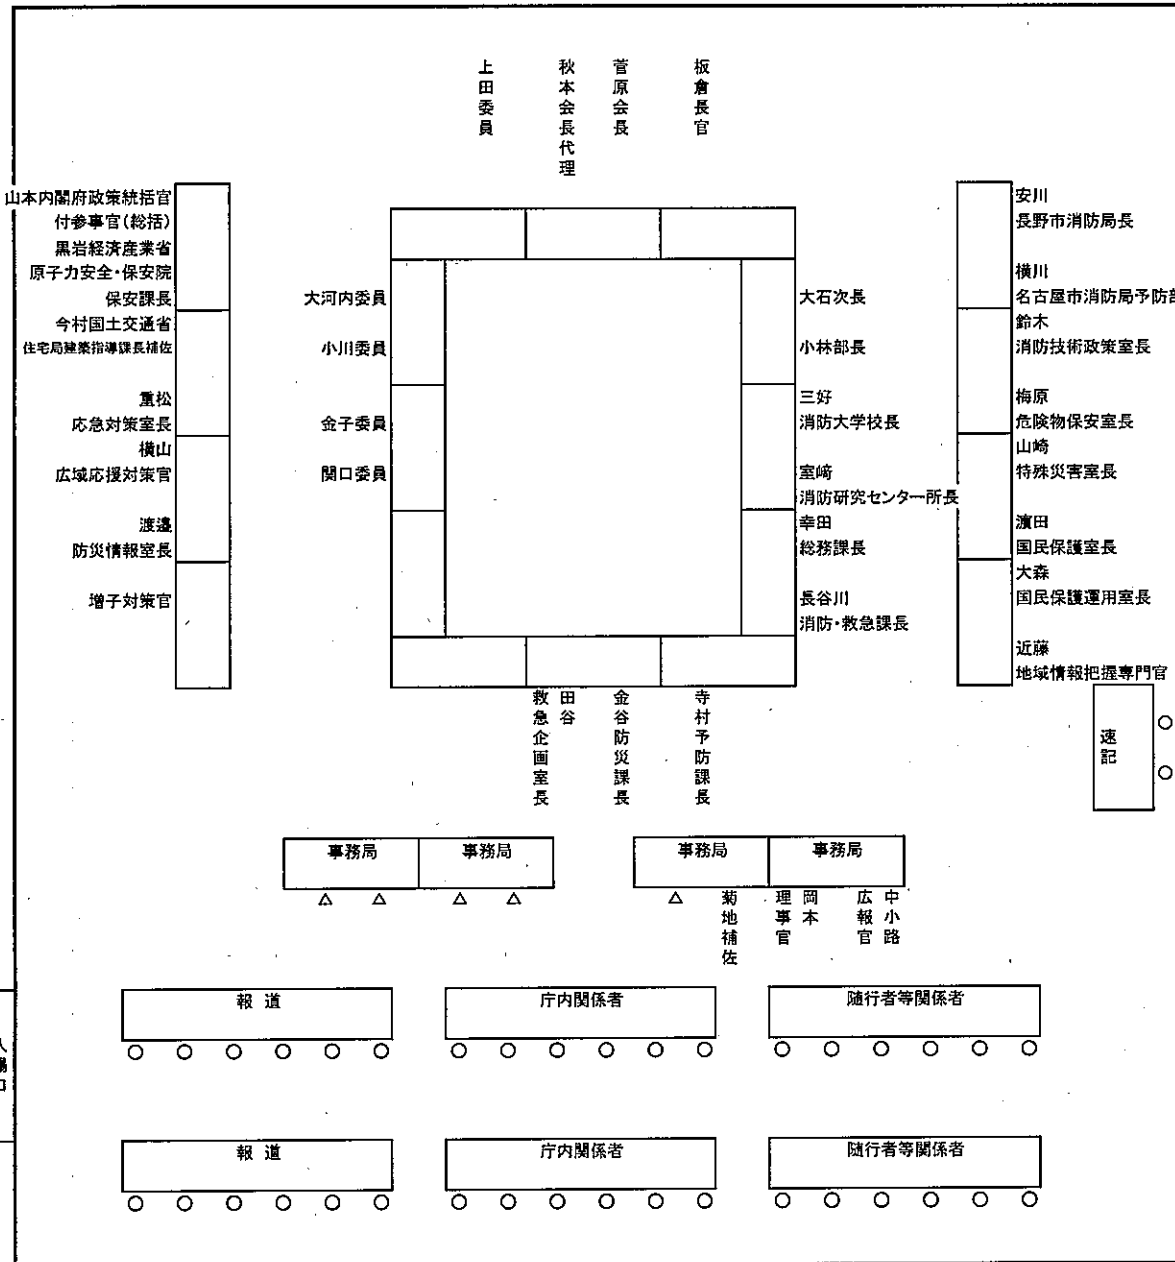 上田委員
秋本会長代理
菅原会長
板倉長官
山本内閣府政策統括官
付参事官(総括)
黒岩経済産業省
原子力安全・保安院
保安課長
今村国土交通省
住宅局建築指導課長補佐
重松
応急対策室長
横山
広域応援対策官
渡邉
防災情報室長
増子対策官
大河内委員
小川委員
金子委員
関口委員
大石次長
小林部長
三好
消防大学校長
室﨑
消防研究センター所長
幸田
総務課長
長谷川
消防・救急課長
安川
長野市消防局長
横川
名古屋市消防局予防部
鈴木
消防技術政策室長
梅原
危険物保安室長
山崎
特殊災害室長
濱田
国民保護室長
大森
国民保護運用室長
近藤
地域情報把握専門官
田谷
救急企画室長
金谷防災課長
寺村予防課長
速記
事務局
事務局
事務局
事務局
菊地補佐
岡本
理事官
中小路
広報官
報 道
庁内関係者
随行者等関係者
入場口
報 道
庁内関係者
随行者等関係者